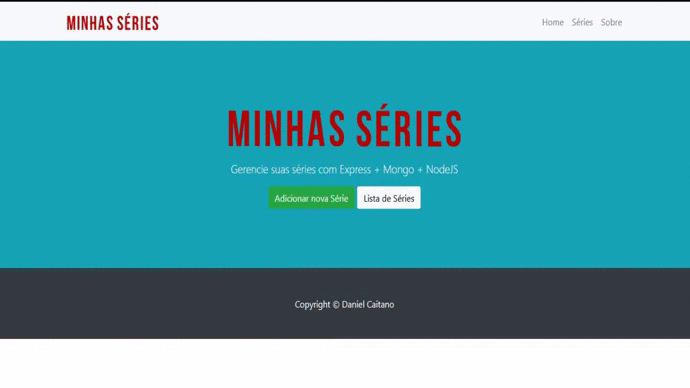 MINHAS SÉRIES
Home Séries Sobre
MINHAS SÉRIES
Gerencie suas séries com Express + Mongo + NodeJS
Adicionar nova Série Lista de Séries
Copyright © Daniel Caitano